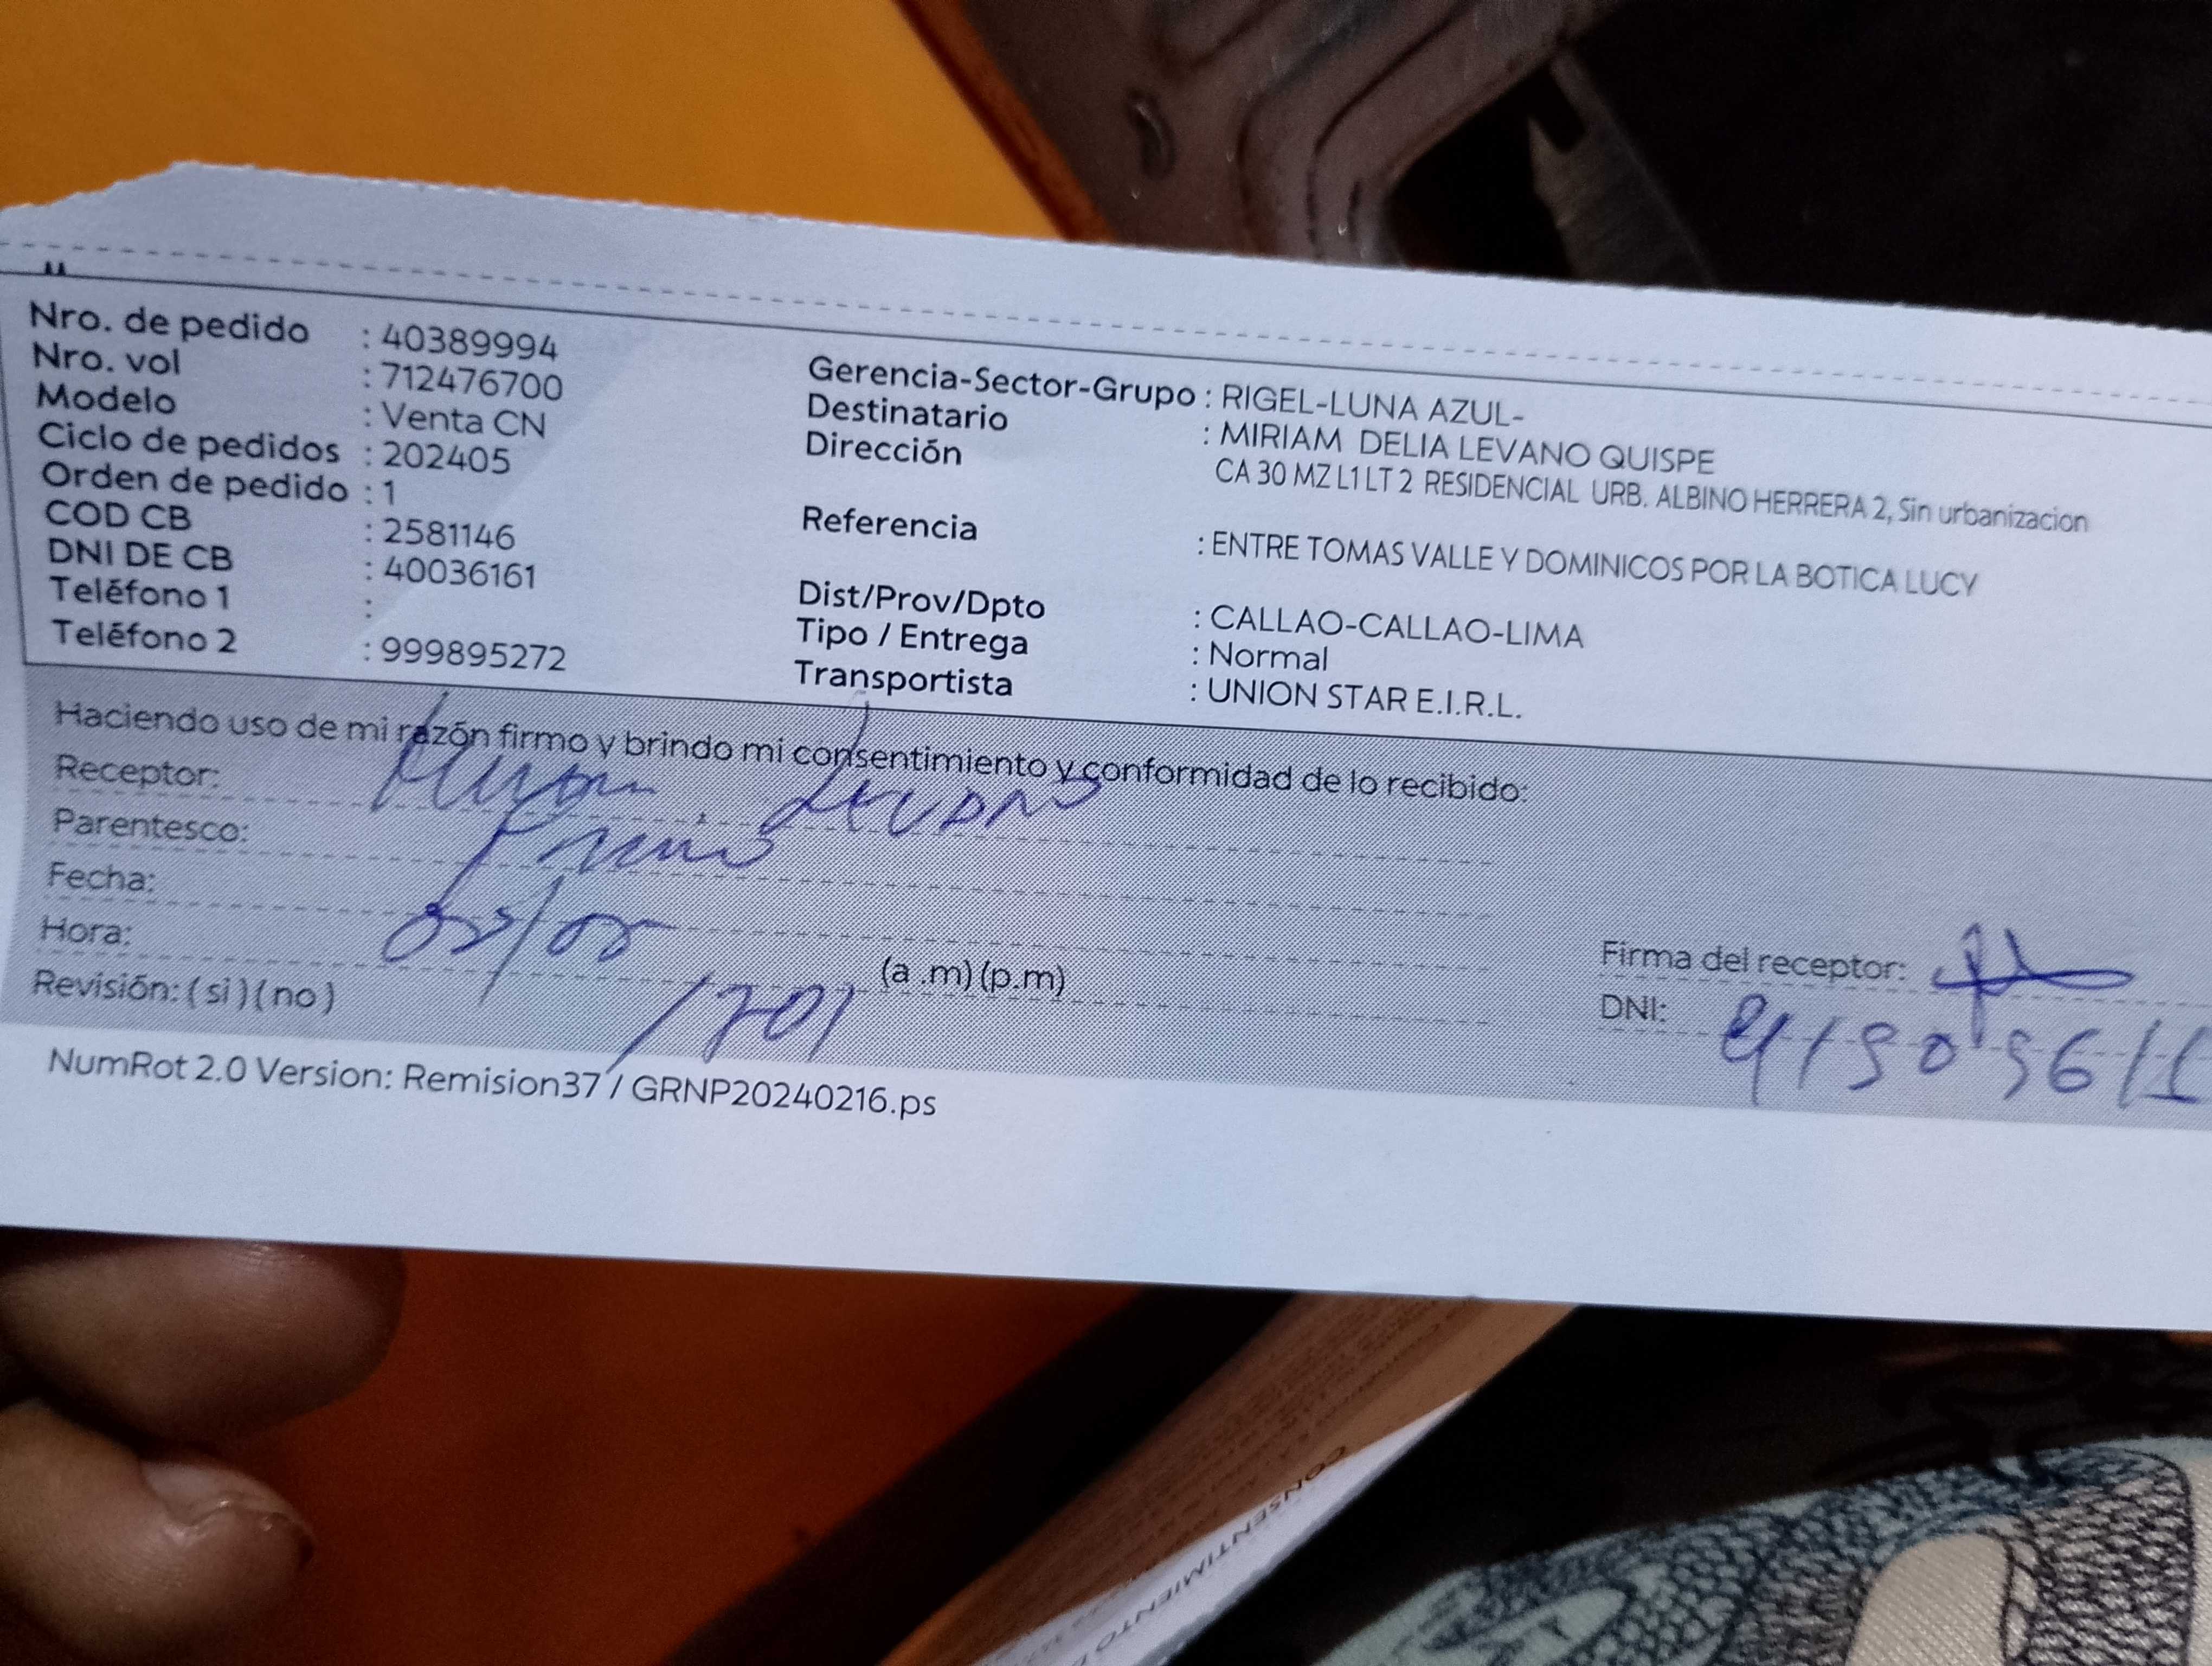 Nro. de pedido : 40389994
Nro. vol : 712476700
Modelo : Venta CN
Ciclo de pedidos : 202405
Orden de pedido : 1
COD CB : 2581146
DNI DE CB : 40036161
Teléfono 1 :
Teléfono 2 : 999895272
Gerencia-Sector-Grupo : RIGEL-LUNA AZUL-
Destinatario : MIRIAM DELIA LEVANO QUISPE
Dirección CA 30 MZ L1 LT 2 RESIDENCIAL URB. ALBINO HERRERA 2, Sin urbanizacion
Referencia : ENTRE TOMAS VALLE Y DOMINICOS POR LA BOTICA LUCY
Dist/Prov/Dpto : CALLAO-CALLAO-LIMA
Tipo / Entrega : Normal
Transportista : UNION STAR E.I.R.L.
Haciendo uso de mi razón firmo y brindo mi consentimiento y conformidad de lo recibido:
Receptor:
Parentesco:
Fecha:
Hora: (a .m) (p.m)
Revisión: ( si ) ( no )
Firma del receptor:
DNI:
NumRot 2.0 Version: Remision37 / GRNP20240216.ps
CONSENTIMIENTO